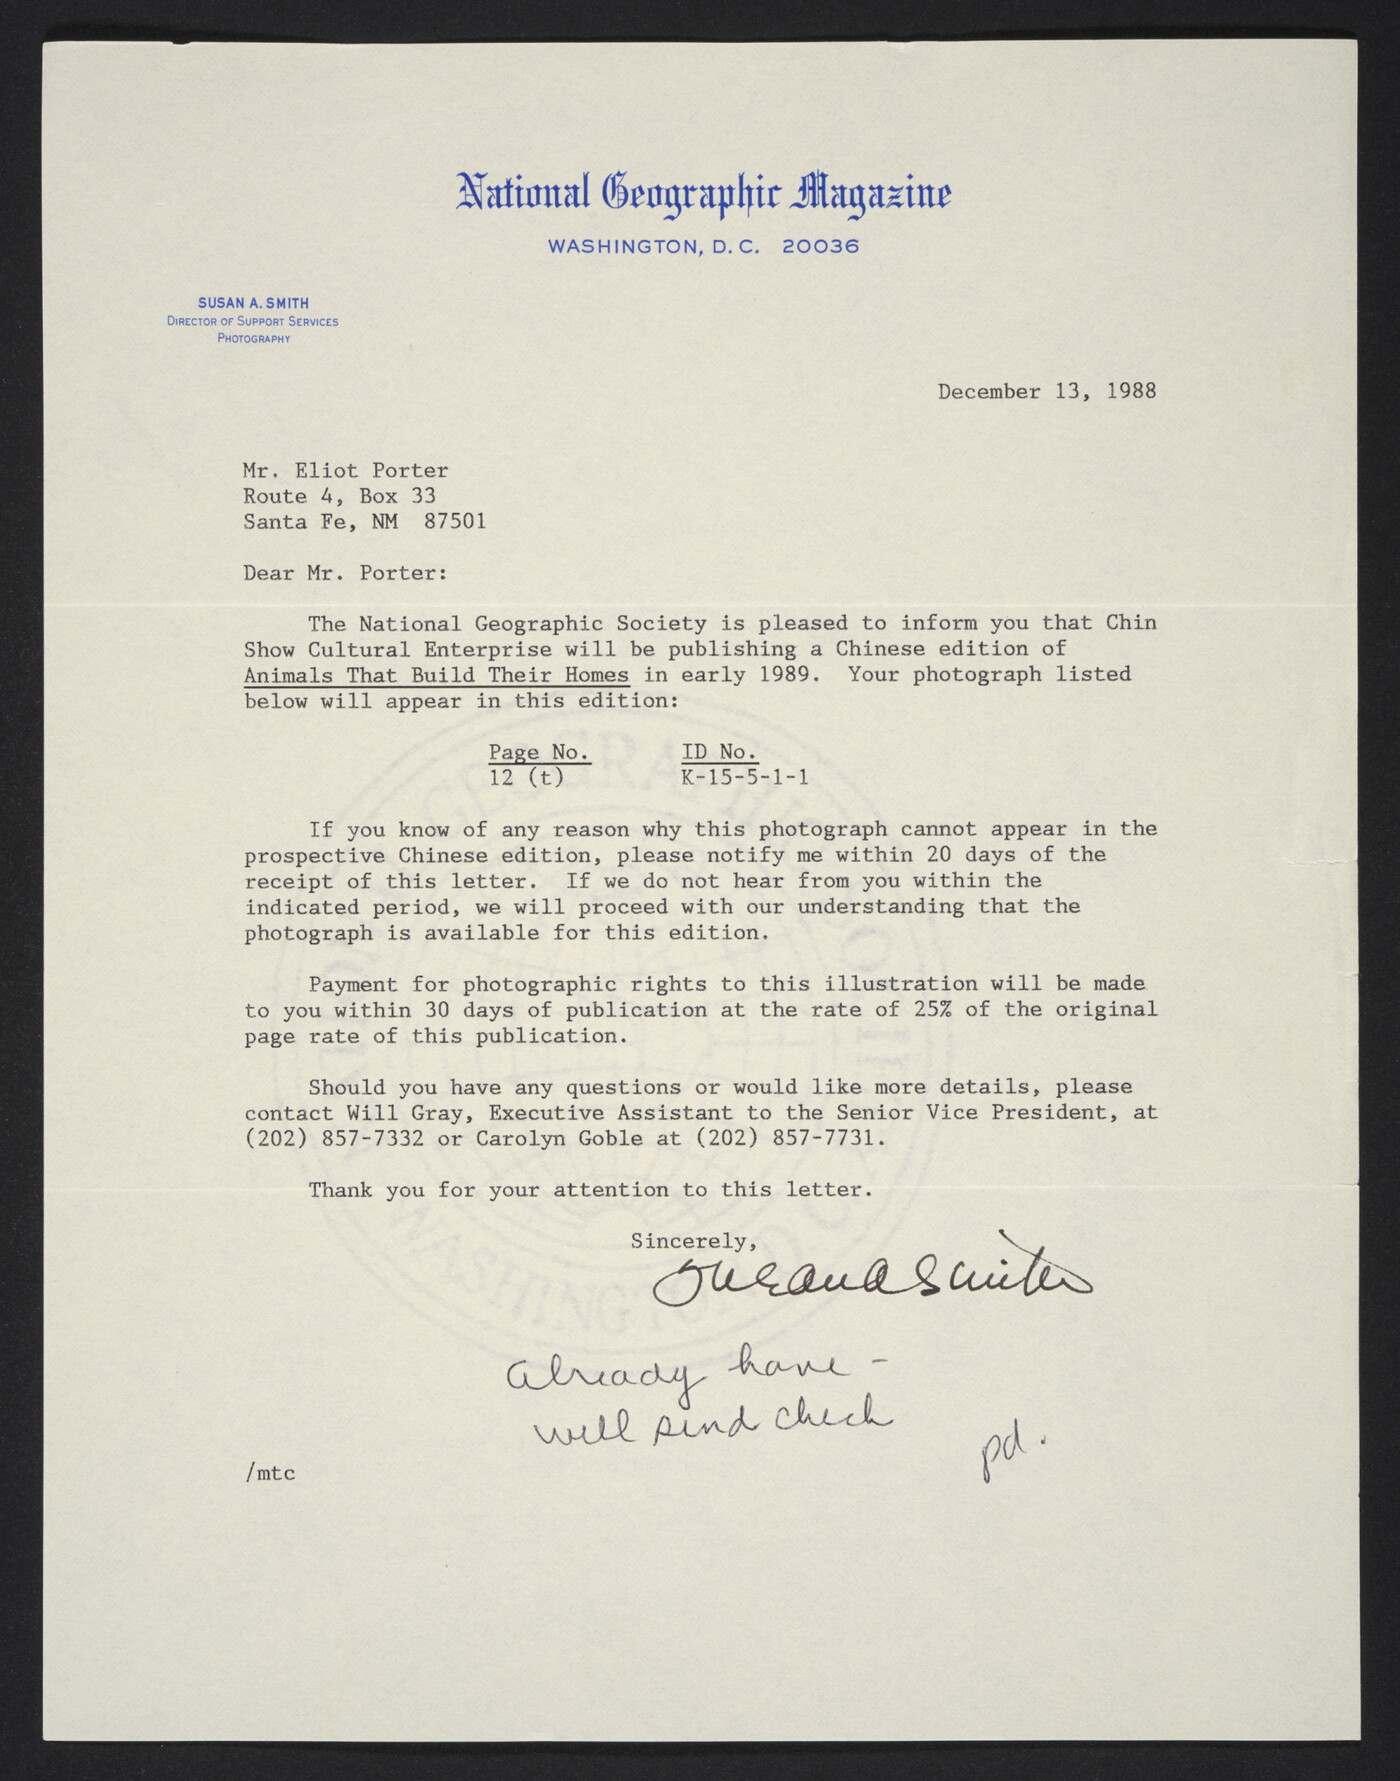 National Geographic Magazine
WASHINGTON, D. C. 20036
SUSAN A. SMITH
DIRECTOR OF SUPPORT SERVICES
PHOTOGRAPHY
December 13, 1988
Mr. Eliot Porter
Route 4, Box 33
Santa Fe, NM 87501
Dear Mr. Porter:
The National Geographic Society is pleased to inform you that Chin
Show Cultural Enterprise will be publishing a Chinese edition of
Animals That Build Their Homes in early 1989. Your photograph listed
below will appear in this edition:
Page No. ID No.
12 (t) K-15-5-1-1
If you know of any reason why this photograph cannot appear in the
prospective Chinese edition, please notify me within 20 days of the
receipt of this letter. If we do not hear from you within the
indicated period, we will proceed with our understanding that the
photograph is available for this edition.
Payment for photographic rights to this illustration will be made
to you within 30 days of publication at the rate of 25% of the original
page rate of this publication.
Should you have any questions or would like more details, please
contact Will Gray, Executive Assistant to the Senior Vice President, at
(202) 857-7332 or Carolyn Goble at (202) 857-7731.
Thank you for your attention to this letter.
Sincerely,
Susan A Smith
Already have -
will send check
pd.
/mtc